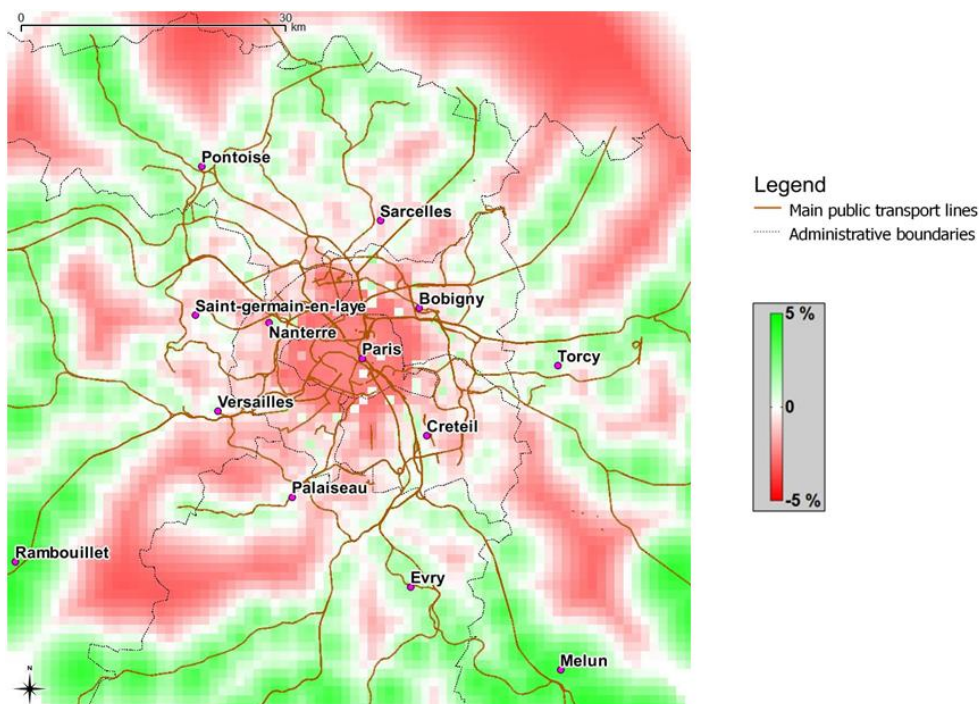 0
30
km
Pontoise
Sarcelles
Saint-germain-en-laye
Bobigny
Nanterre
Paris
Torcy
Versailles
Creteil
Palaiseau
Rambouillet
Evry
Melun
N
Legend
Main public transport lines
Administrative boundaries
5 %
0
-5 %